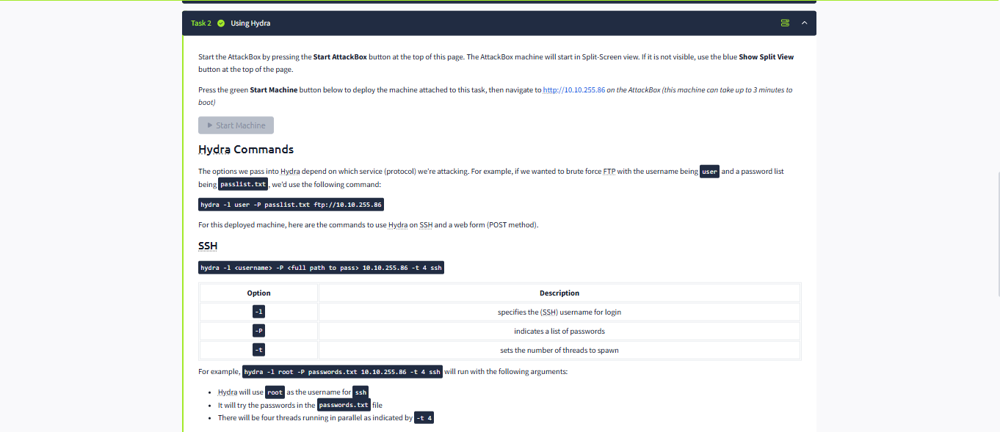 Task 2 Using Hydra
Start the AttackBox by pressing the Start AttackBox button at the top of this page. The AttackBox machine will start in Split-Screen view. If it is not visible, use the blue Show Split View
button at the top of the page.
Press the green Start Machine button below to deploy the machine attached to this task, then navigate to http://10.10.255.86 on the AttackBox (this machine can take up to 3 minutes to
boot)
Start Machine
Hydra Commands
The options we pass into Hydra depend on which service (protocol) we're attacking. For example, if we wanted to brute force FTP with the username being user and a password list
being passlist.txt, we'd use the following command:
hydra -l user -P passlist.txt ftp://10.10.255.86
For this deployed machine, here are the commands to use Hydra on SSH and a web form (POST method).
SSH
hydra -l <username> -P <full path to pass> 10.10.255.86 -t 4 ssh
Option Description
-l specifies the (SSH) username for login
-P indicates a list of passwords
-t sets the number of threads to spawn
For example, hydra -l root -P passwords.txt 10.10.255.86 -t 4 ssh will run with the following arguments:
• Hydra will use root as the username for ssh
• It will try the passwords in the passwords.txt file
• There will be four threads running in parallel as indicated by -t 4